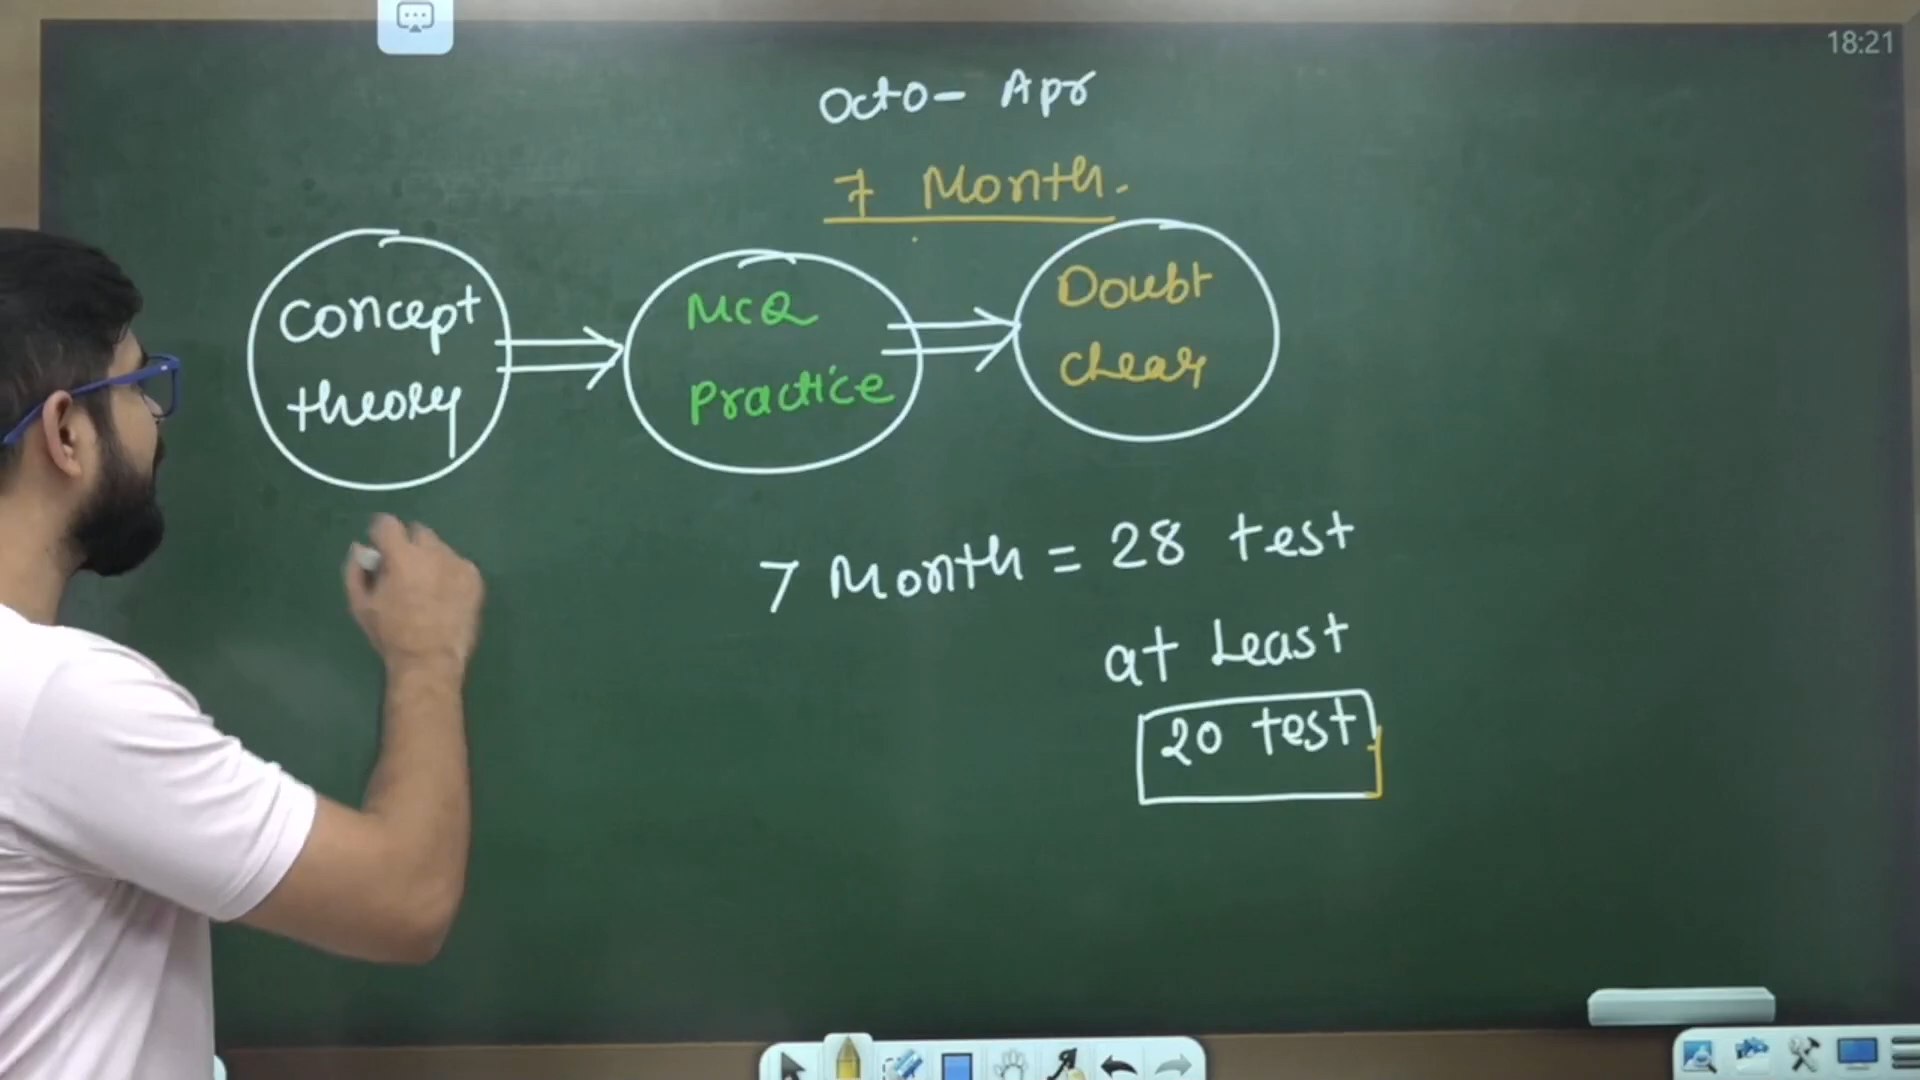 18:21
Octo- Apr
7 Month.
Concept
theory
MCQ
Practice
Doubt
clear
7 Month = 28 test
at Least
20 test